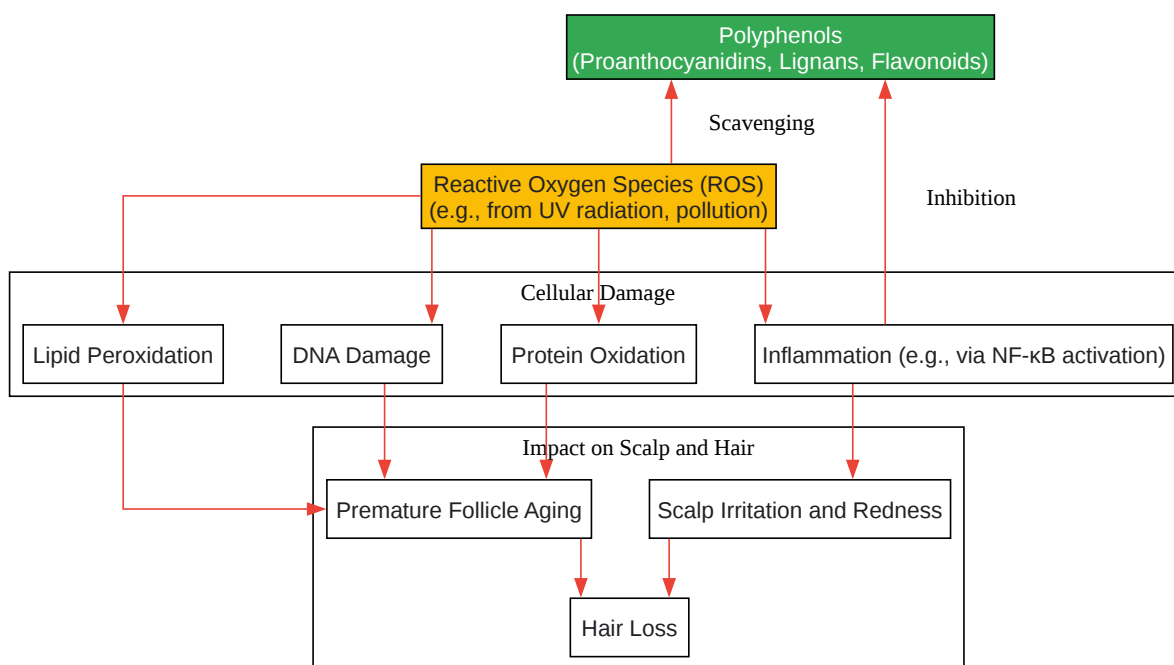 Polyphenols
(Proanthocyanidins, Lignans, Flavonoids)
Scavenging
Reactive Oxygen Species (ROS)
(e.g., from UV radiation, pollution)
Inhibition
Cellular Damage
Lipid Peroxidation
DNA Damage
Protein Oxidation
Inflammation (e.g., via NF-κB activation)
Impact on Scalp and Hair
Premature Follicle Aging
Scalp Irritation and Redness
Hair Loss